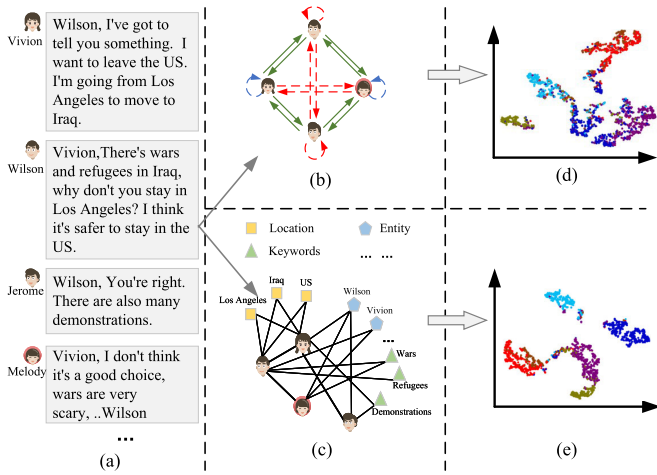 Vivion
Wilson, I've got to
tell you something. I
want to leave the US.
I'm going from Los
Angeles to move to
Iraq.
Wilson
Vivion,There's wars
and refugees in Iraq,
why don't you stay in
Los Angeles? I think
it's safer to stay in the
US.
Jerome
Wilson, You're right.
There are also many
demonstrations.
Melody
Vivion, I don't think
it's a good choice,
wars are very
scary, ..Wilson
...
(a)
(b)
Location
Entity
Keywords
... ...
Los Angeles
Iraq
US
Wilson
Vivion
...
Wars
Refugees
Demonstrations
(c)
(d)
(e)